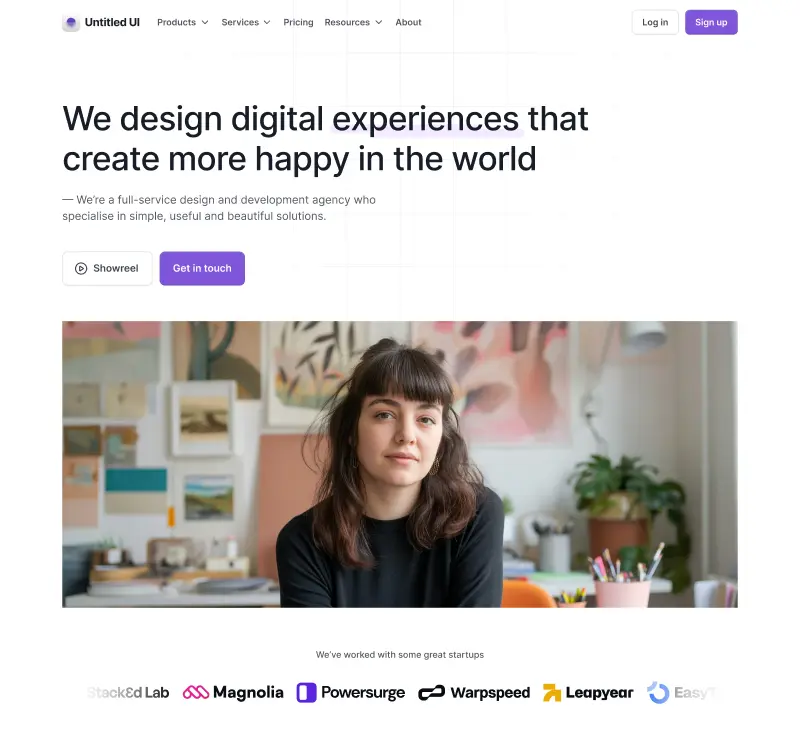 Untitled UI Products Services Pricing Resources About Log in Sign up
We design digital experiences that
create more happy in the world
— We're a full-service design and development agency who
specialise in simple, useful and beautiful solutions.
Showreel Get in touch
We've worked with some great startups
Stackd Lab Magnolia Powersurge Warpspeed Leapyear Easy